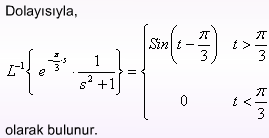 Dolayısıyla,
L⁻¹{ e^(-π/3·s) · 1/(s²+1) } = { Sin(t − π/3)  t > π/3
0  t < π/3
olarak bulunur.